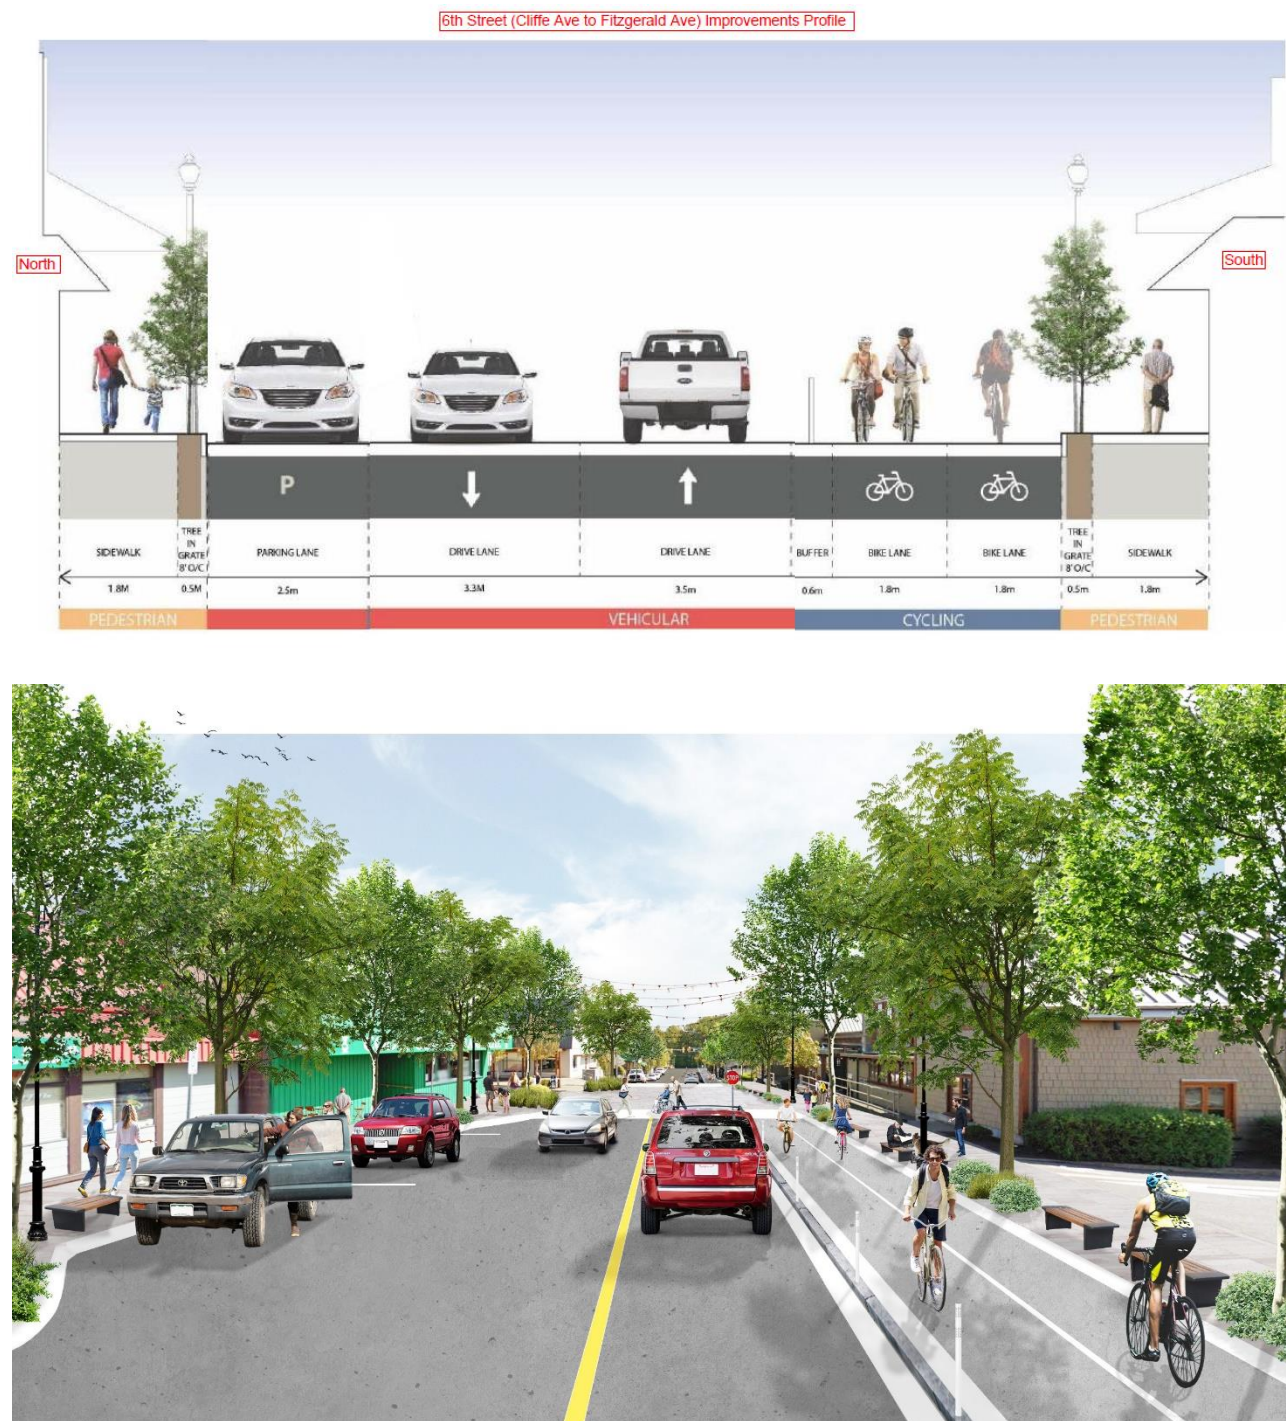 6th Street (Cliffe Ave to Fitzgerald Ave) Improvements Profile
North
South
P
SIDEWALK
TREE
IN
GRATE
8' O/C
PARKING LANE
DRIVE LANE
DRIVE LANE
BUFFER
BIKE LANE
BIKE LANE
TREE
IN
GRATE
8' O/C
SIDEWALK
1.8M
0.5M
2.5m
3.3M
3.5m
0.6m
1.8m
1.8m
0.5m
1.8m
PEDESTRIAN
VEHICULAR
CYCLING
PEDESTRIAN
STOP